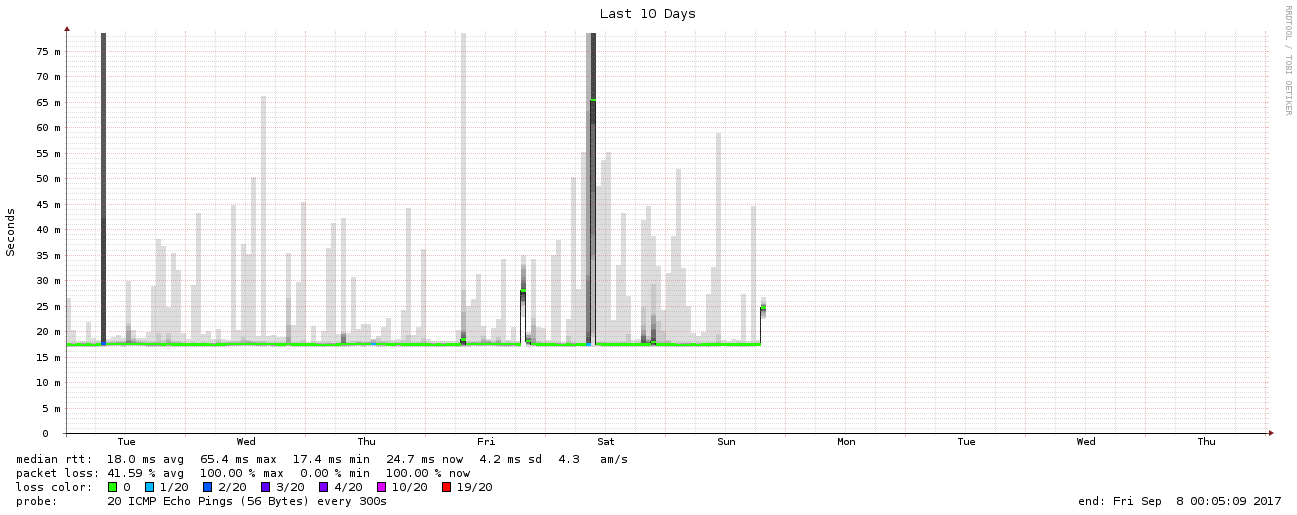 Last 10 Days
RRDTOOL / TOBI OETIKER
Seconds
75 m
70 m
65 m
60 m
55 m
50 m
45 m
40 m
35 m
30 m
25 m
20 m
15 m
10 m
5 m
0
Tue Wed Thu Fri Sat Sun Mon Tue Wed Thu
median rtt: 18.0 ms avg 65.4 ms max 17.4 ms min 24.7 ms now 4.2 ms sd 4.3 am/s
packet loss: 41.59 % avg 100.00 % max 0.00 % min 100.00 % now
loss color: 0 1/20 2/20 3/20 4/20 10/20 19/20
probe: 20 ICMP Echo Pings (56 Bytes) every 300s end: Fri Sep 8 00:05:09 2017